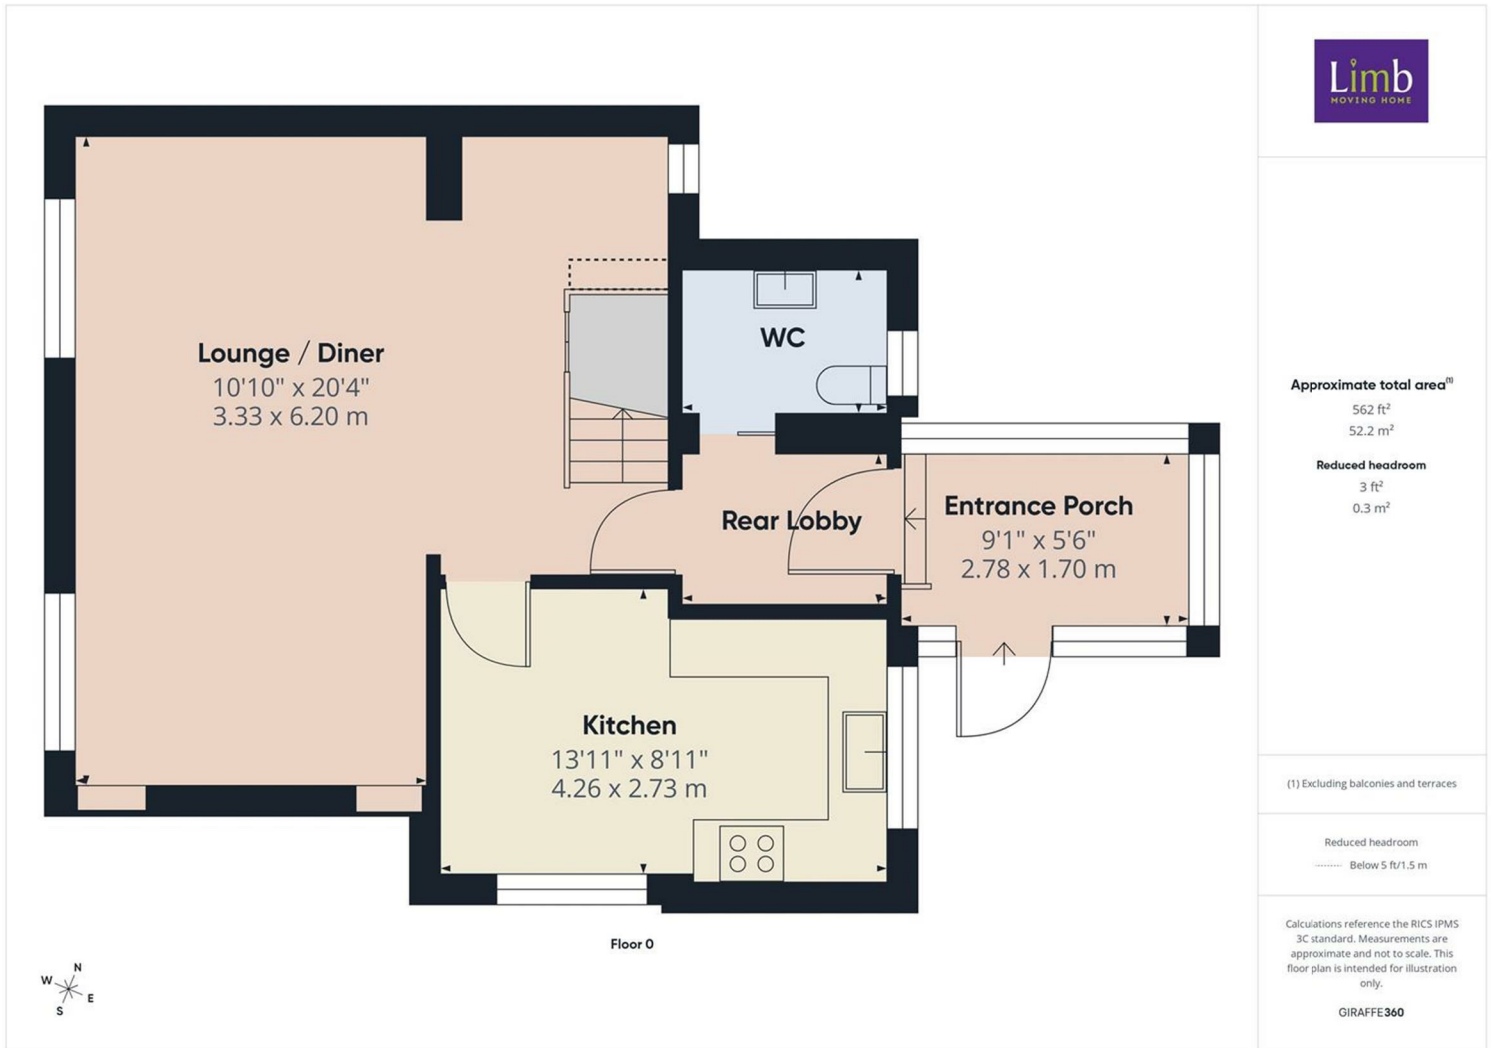 Limb
MOVING HOME
Lounge / Diner
10'10" x 20'4"
3.33 x 6.20 m
WC
Rear Lobby
Entrance Porch
9'1" x 5'6"
2.78 x 1.70 m
Kitchen
13'11" x 8'11"
4.26 x 2.73 m
Floor 0
N
W
E
S
Approximate total area(1)
562 ft²
52.2 m²
Reduced headroom
3 ft²
0.3 m²
(1) Excluding balconies and terraces
Reduced headroom
Below 5 ft/1.5 m
Calculations reference the RICS IPMS
3C standard. Measurements are
approximate and not to scale. This
floor plan is intended for illustration
only.
GIRAFFE360